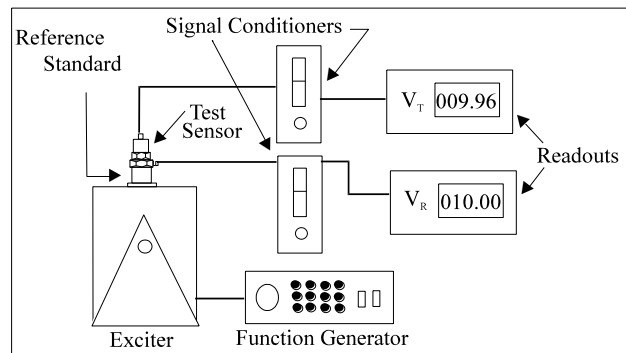 Signal Conditioners
Reference
Standard
Test
Sensor
V_T 009.96
Readouts
V_R 010.00
Exciter
Function Generator